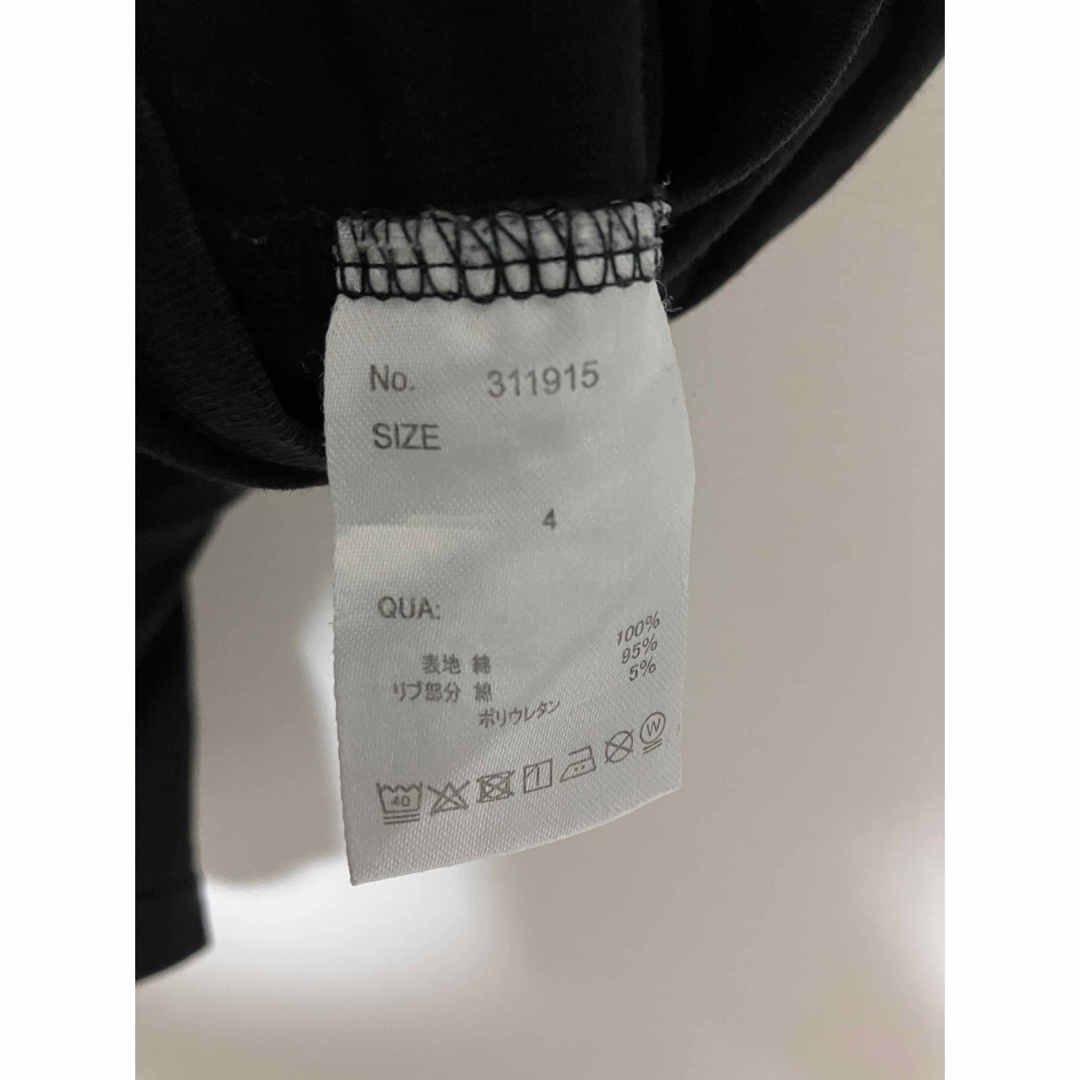 No. 311915
SIZE
4
QUA:
表地 綿 100%
リブ部分 綿 95%
ポリウレタン 5%
40
W